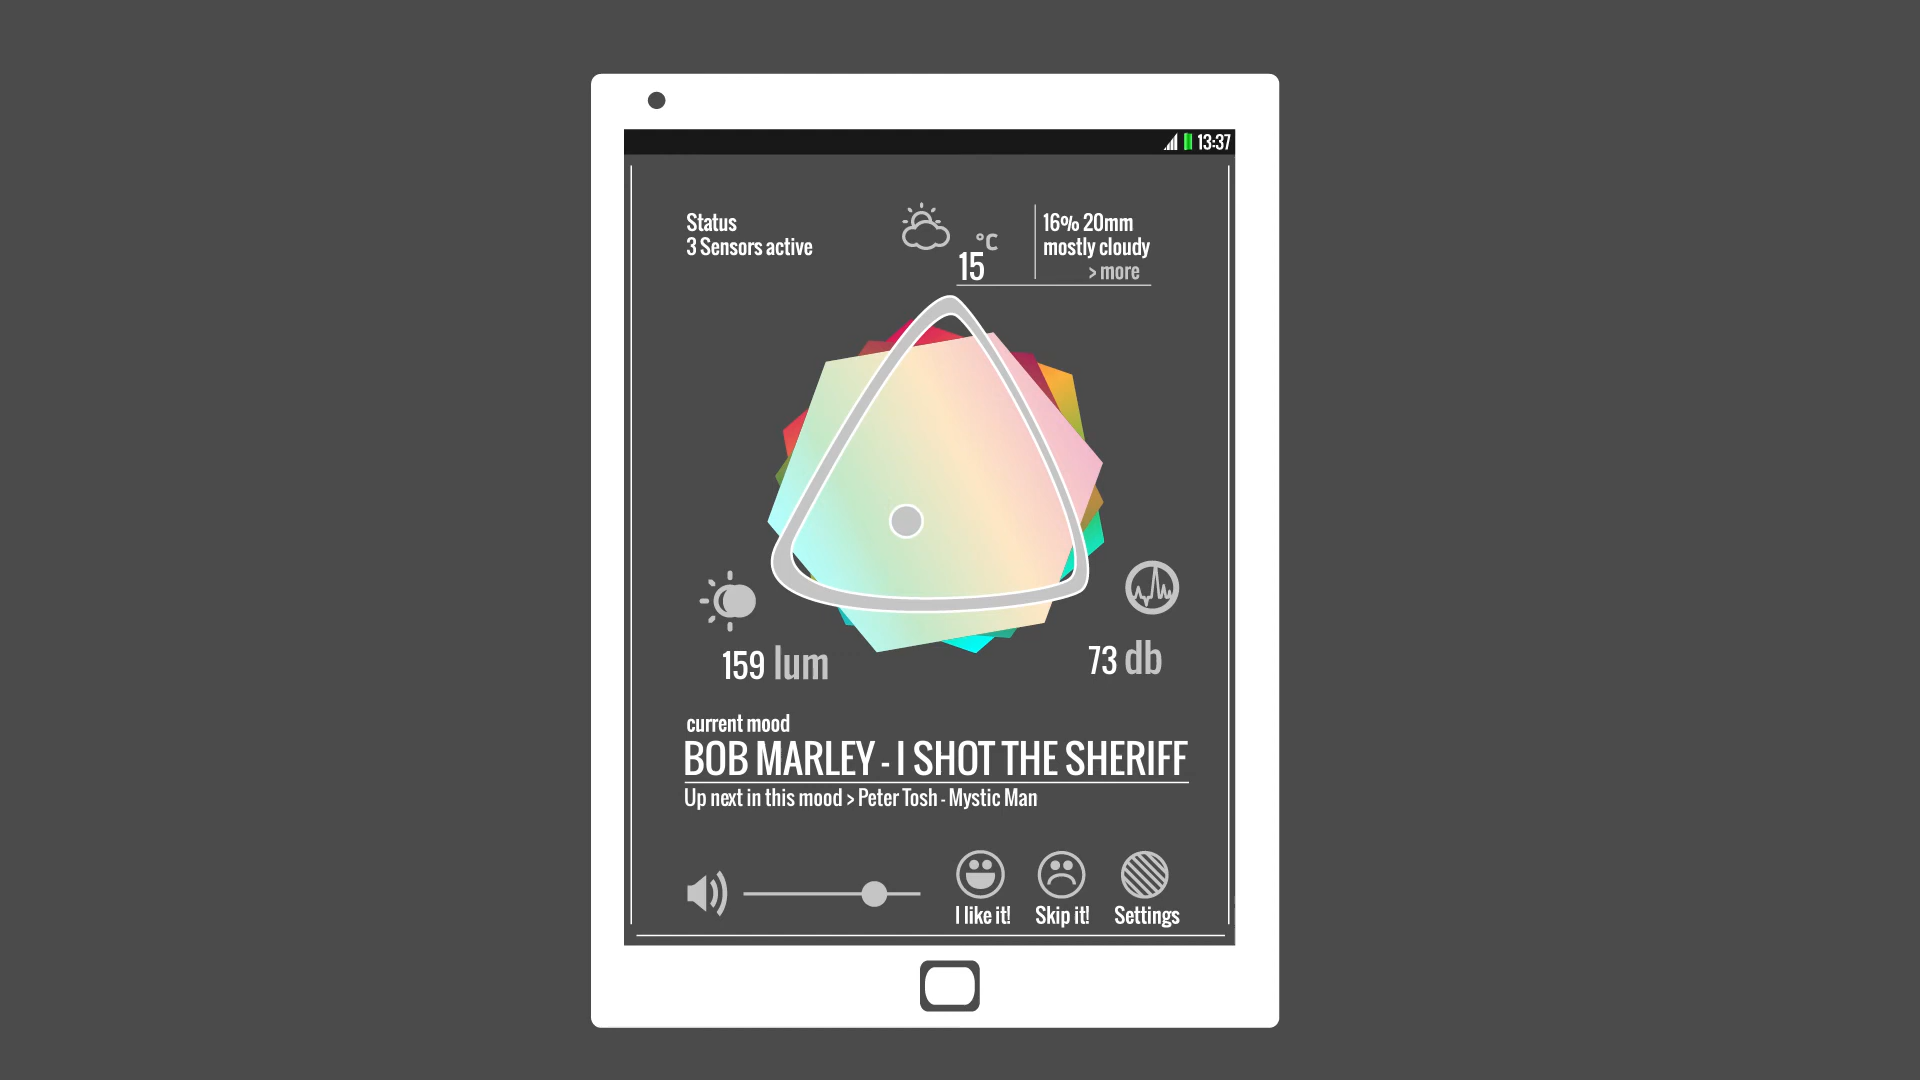 13:37
Status
3 Sensors active
°C
15
16% 20mm
mostly cloudy
> more
159 lum
73 db
current mood
BOB MARLEY - I SHOT THE SHERIFF
Up next in this mood > Peter Tosh - Mystic Man
I like it!
Skip it!
Settings